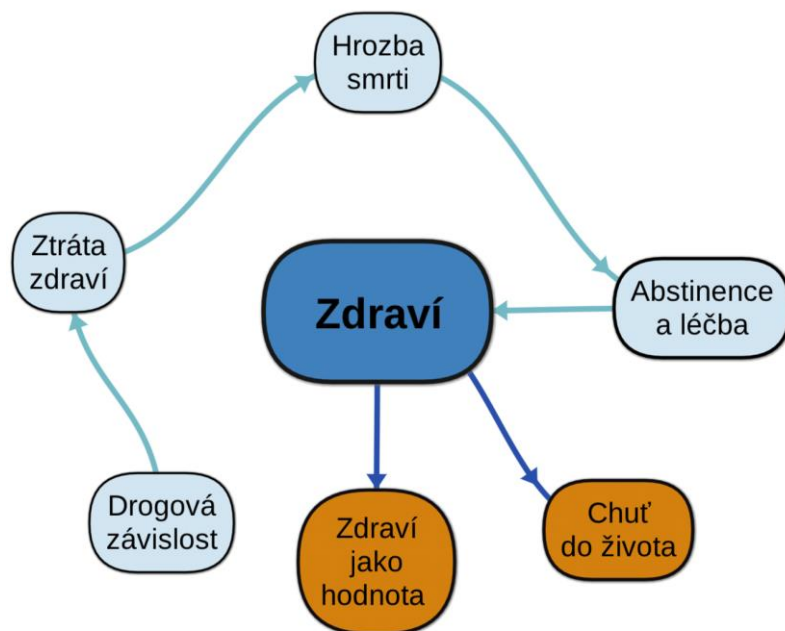 Hrozba
smrti
Ztráta
zdraví
Zdraví
Abstinence
a léčba
Drogová
závislost
Zdraví
jako
hodnota
Chuť
do života